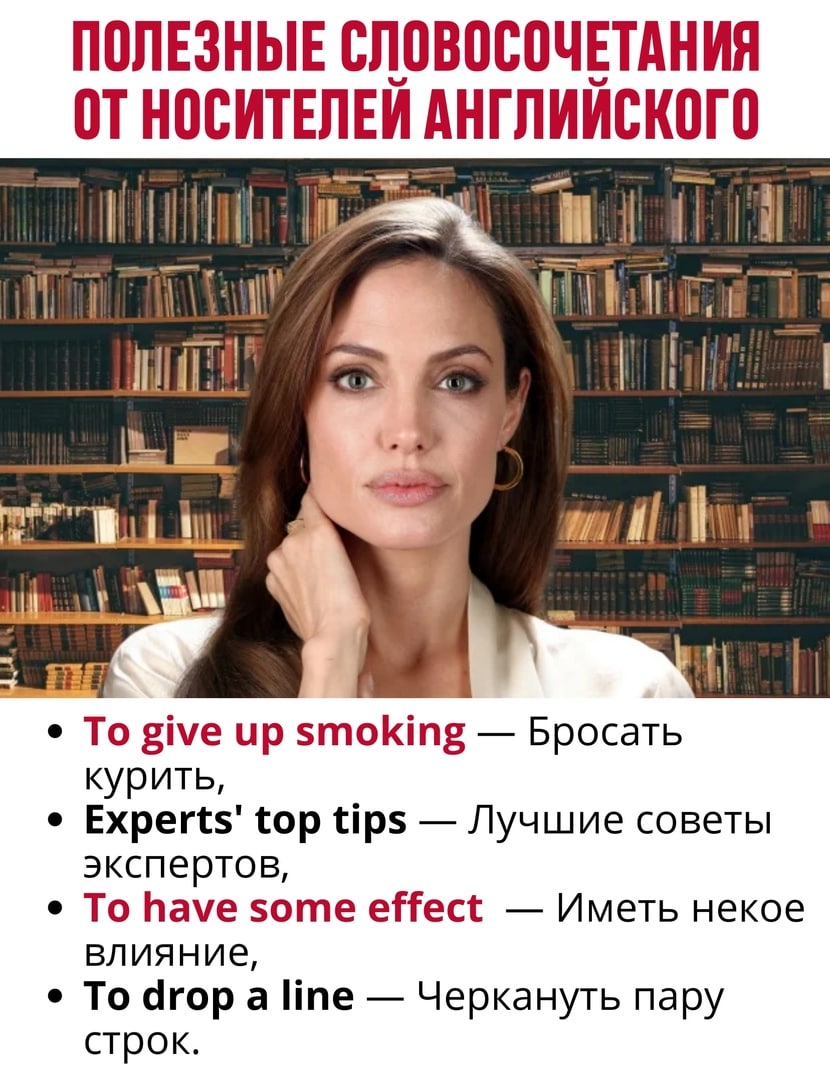 ПОЛЕЗНЫЕ СЛОВОСОЧЕТАНИЯ
ОТ НОСИТЕЛЕЙ АНГЛИЙСКОГО
• To give up smoking — Бросать
курить,
• Experts' top tips — Лучшие советы
экспертов,
• To have some effect — Иметь некое
влияние,
• To drop a line — Черкануть пару
строк.